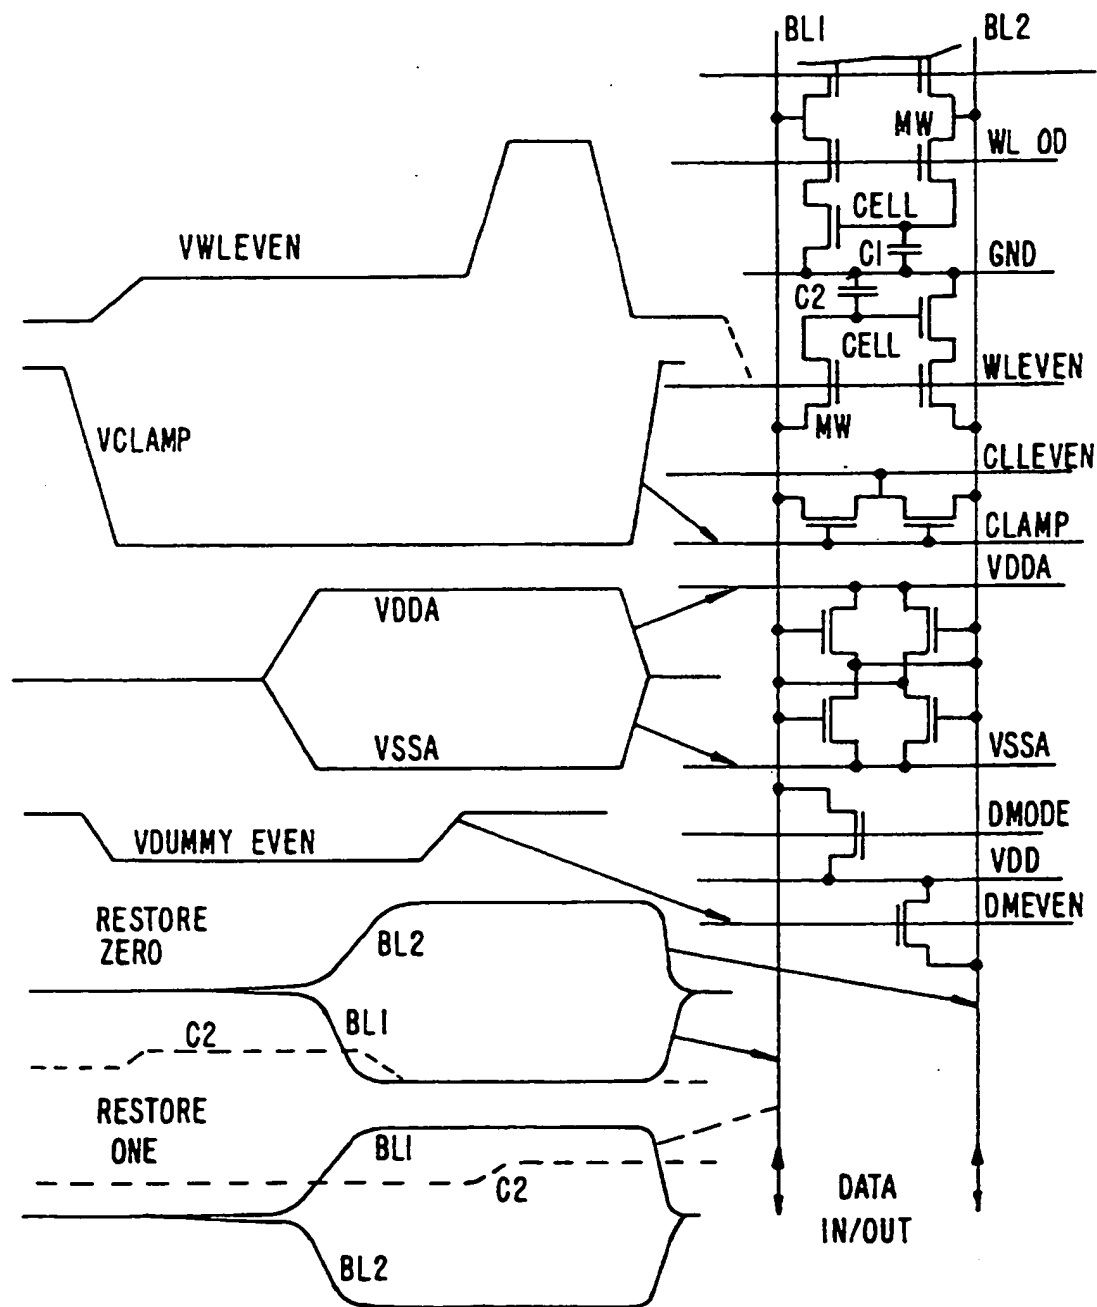 BL1
BL2
MW
WL OD
CELL
C1
GND
VWLEVEN
C2
CELL
WLEVEN
MW
VCLAMP
CLLEVEN
CLAMP
VDDA
VDDA
VSSA
VSSA
DMODE
VDUMMY EVEN
VDD
DMEVEN
RESTORE
ZERO
BL2
BL1
C2
RESTORE
ONE
BL1
C2
DATA
IN/OUT
BL2